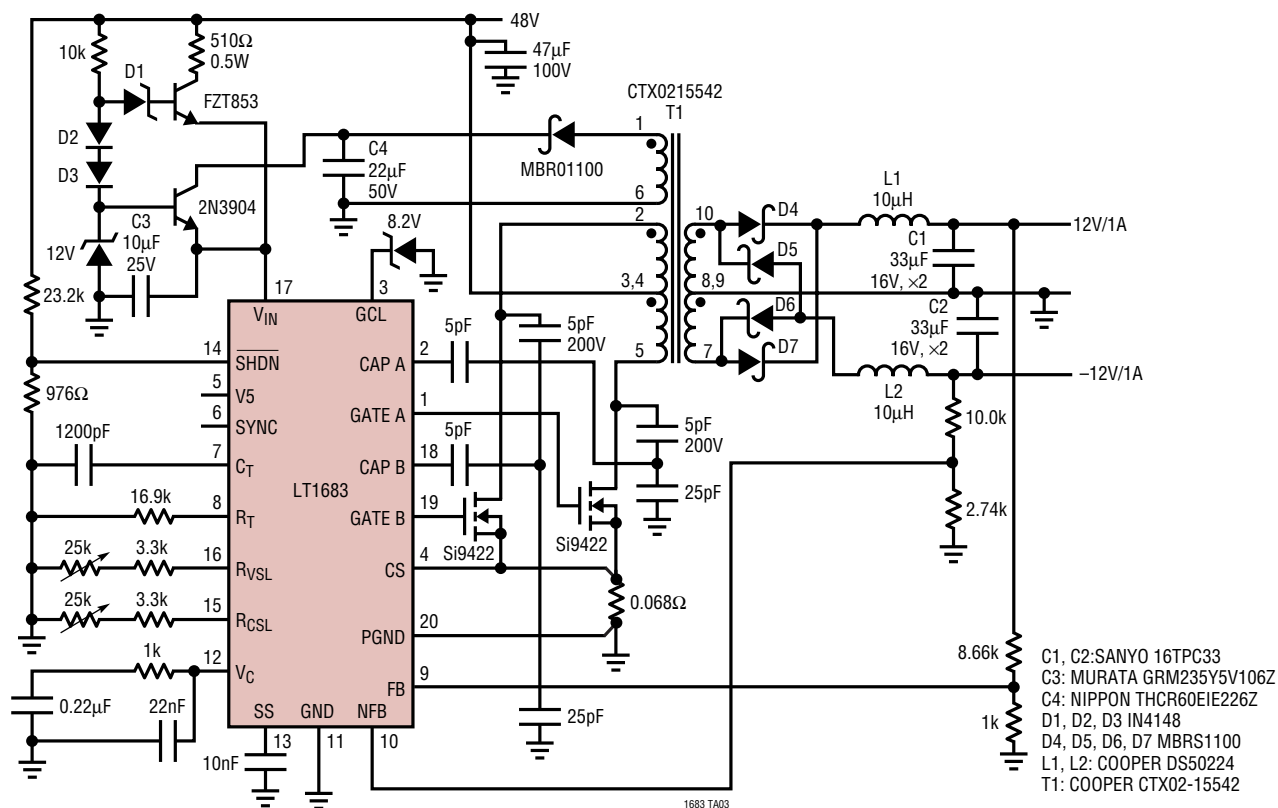 48V
10k
510Ω
0.5W
47µF
100V
D1
FZT853
CTX0215542
T1
D2
D3
C4
22µF
50V
MBR01100
1
6
2
3,4
5
10
8,9
7
D4
D5
D6
D7
L1
10µH
12V/1A
C1
33µF
16V, ×2
C2
33µF
16V, ×2
L2
10µH
–12V/1A
2N3904
C3
10µF
25V
12V
8.2V
23.2k
17
3
VIN
GCL
14
SHDN
5pF
2
CAP A
5pF
200V
976Ω
5
V5
6
SYNC
1
GATE A
1200pF
7
CT
5pF
18
CAP B
5pF
200V
25pF
10.0k
2.74k
LT1683
16.9k
8
RT
19
GATE B
Si9422
Si9422
25k
3.3k
16
RVSL
4
CS
0.068Ω
25k
3.3k
15
RCSL
20
PGND
1k
12
VC
9
FB
8.66k
1k
0.22µF
22nF
SS
GND
NFB
13
11
10
10nF
25pF
C1, C2:SANYO 16TPC33
C3: MURATA GRM235Y5V106Z
C4: NIPPON THCR60EIE226Z
D1, D2, D3 IN4148
D4, D5, D6, D7 MBRS1100
L1, L2: COOPER DS50224
T1: COOPER CTX02-15542
1683 TA03